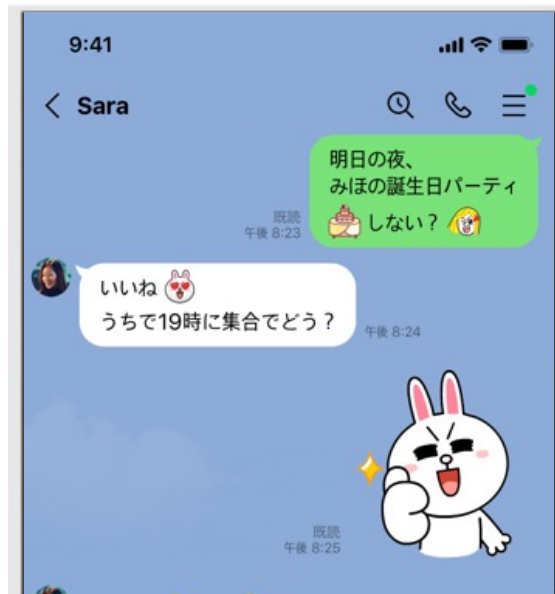 9:41
Sara
明日の夜、
みほの誕生日パーティ
しない？
既読
午後 8:23
いいね
うちで19時に集合でどう？
午後 8:24
既読
午後 8:25